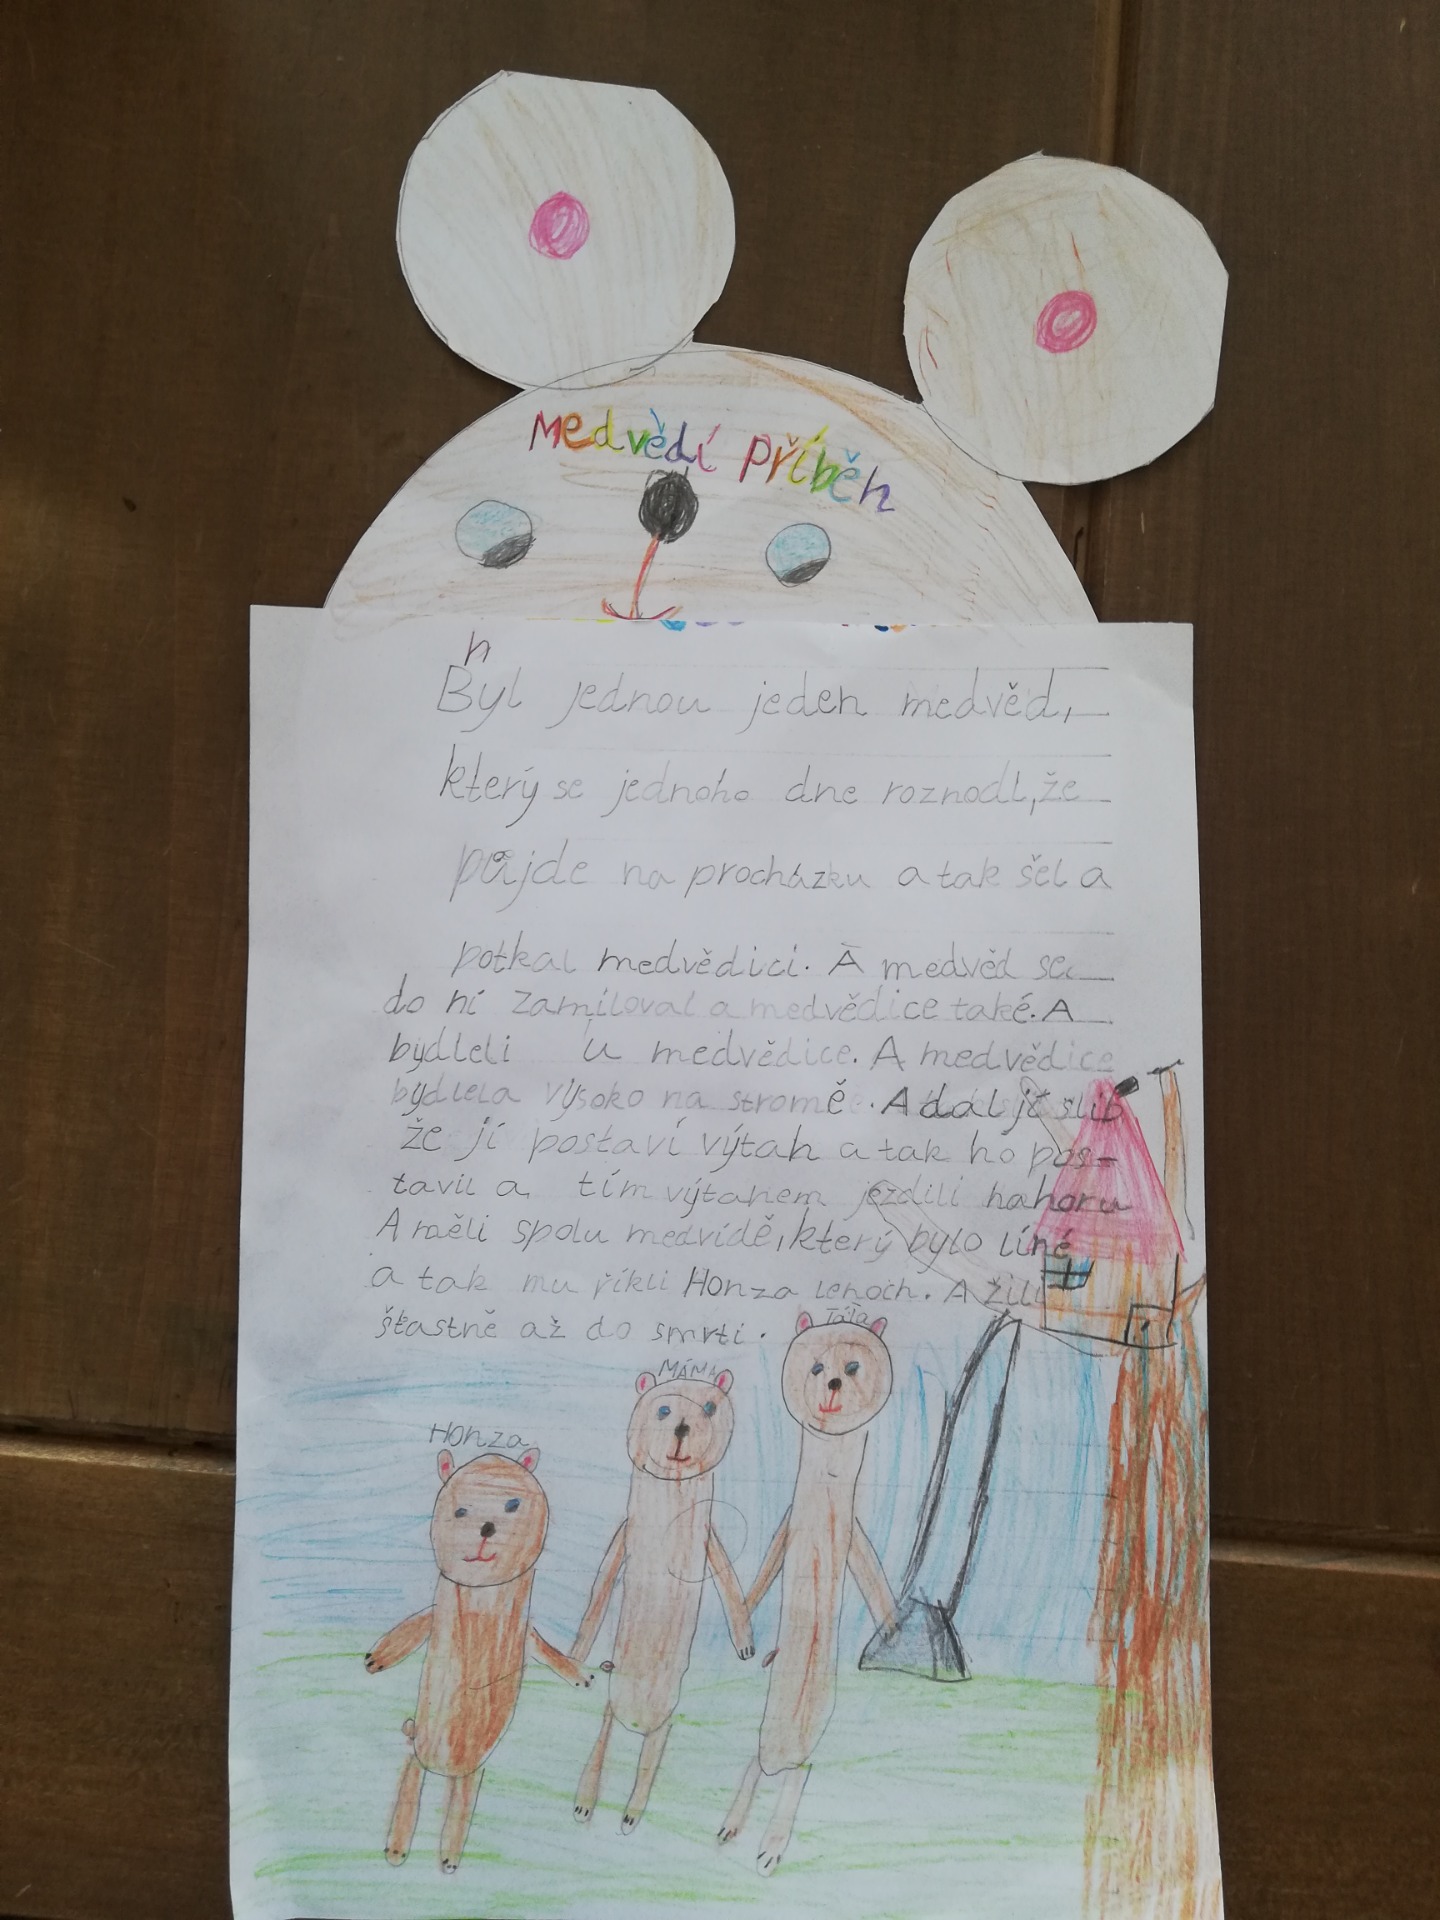 Medvědí příběh
n
Byl jednou jeden medvěd,
který se jednoho dne roznodl, že
půjde na procházku a tak šel a
potkal medvědici. A medvěd se
do ní zamiloval a medvědice také. A
bydleli u medvědice. A medvědice
bydlela vysoko na stromě. A dal jí slib
že jí postaví výtah a tak ho pos-
tavil a tím výtahem jezdili nahoru
A měli spolu medvídě, který bylo líné
a tak mu říkli Honza lenoch. A žili
šťastně až do smrti.
Táta
MÁMA
Honza